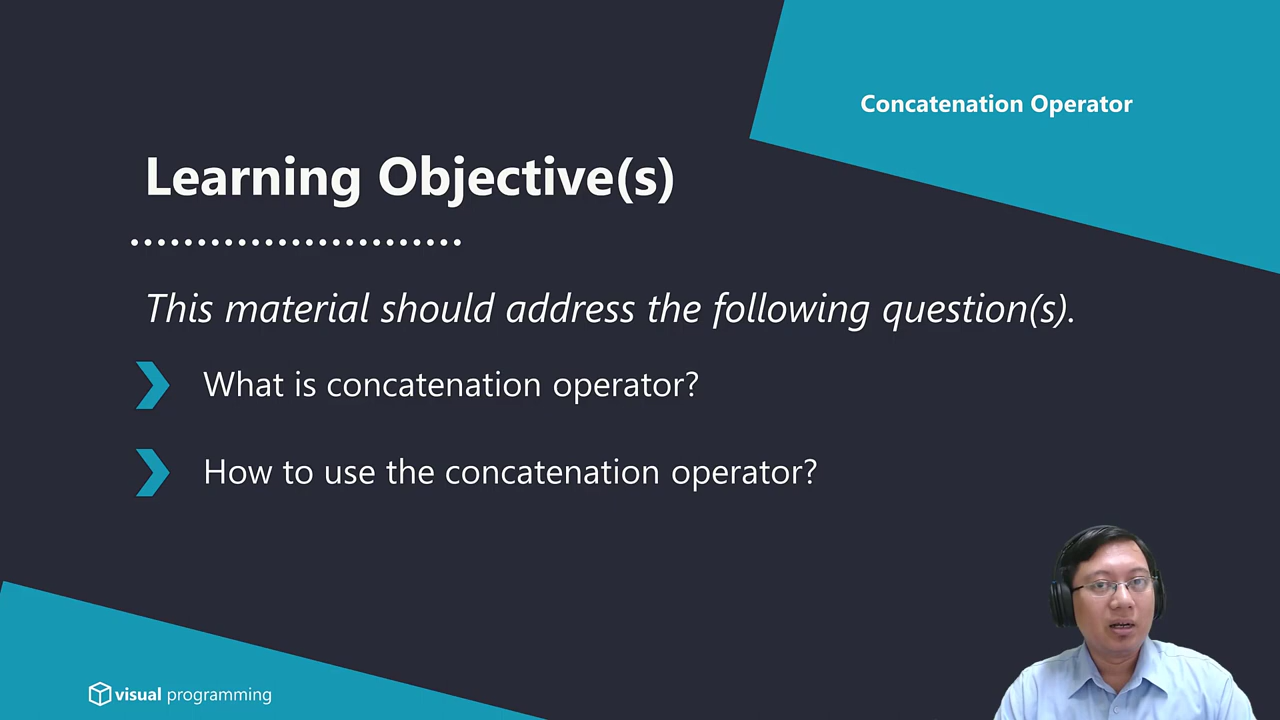 Concatenation Operator
Learning Objective(s)
This material should address the following question(s).
What is concatenation operator?
How to use the concatenation operator?
visual programming